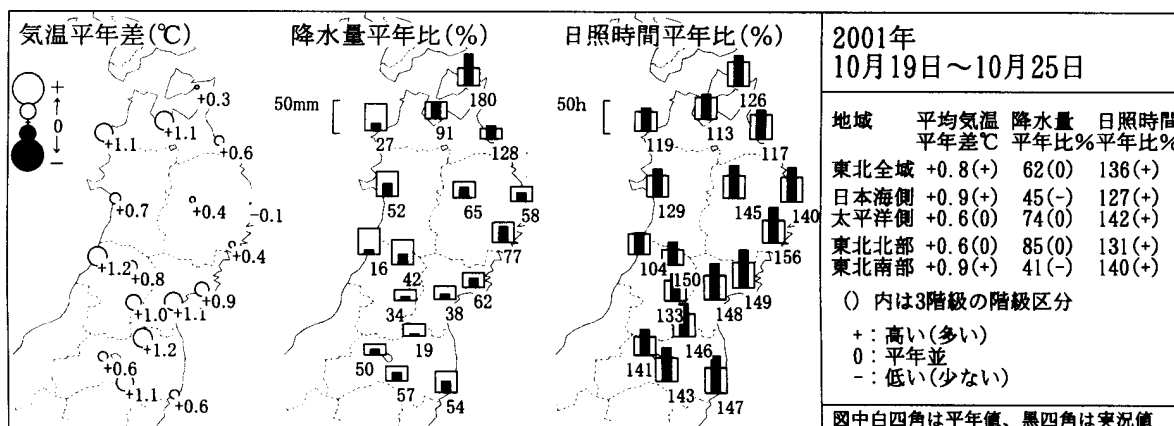 気温平年差(℃)
+
↑
0
↓
−
+0.3
+1.1
+1.1
+0.6
+0.7
+0.4
-0.1
+0.4
+1.2
+0.8
+0.9
+1.0
+1.1
+1.2
+0.6
+1.1
+0.6
降水量平年比(%)
50mm
180
27
91
128
52
65
58
77
16
42
62
34
38
19
50
57
54
日照時間平年比(%)
50h
126
119
113
117
129
145
140
156
104
150
149
133
148
146
141
143
147
2001年
10月19日～10月25日
地域 平均気温 降水量 日照時間
平年差℃ 平年比% 平年比%
東北全域 +0.8(+) 62(0) 136(+)
日本海側 +0.9(+) 45(-) 127(+)
太平洋側 +0.6(0) 74(0) 142(+)
東北北部 +0.6(0) 85(0) 131(+)
東北南部 +0.9(+) 41(-) 140(+)
() 内は3階級の階級区分
+：高い(多い)
0：平年並
-：低い(少ない)
図中白四角は平年値、黒四角は実況値